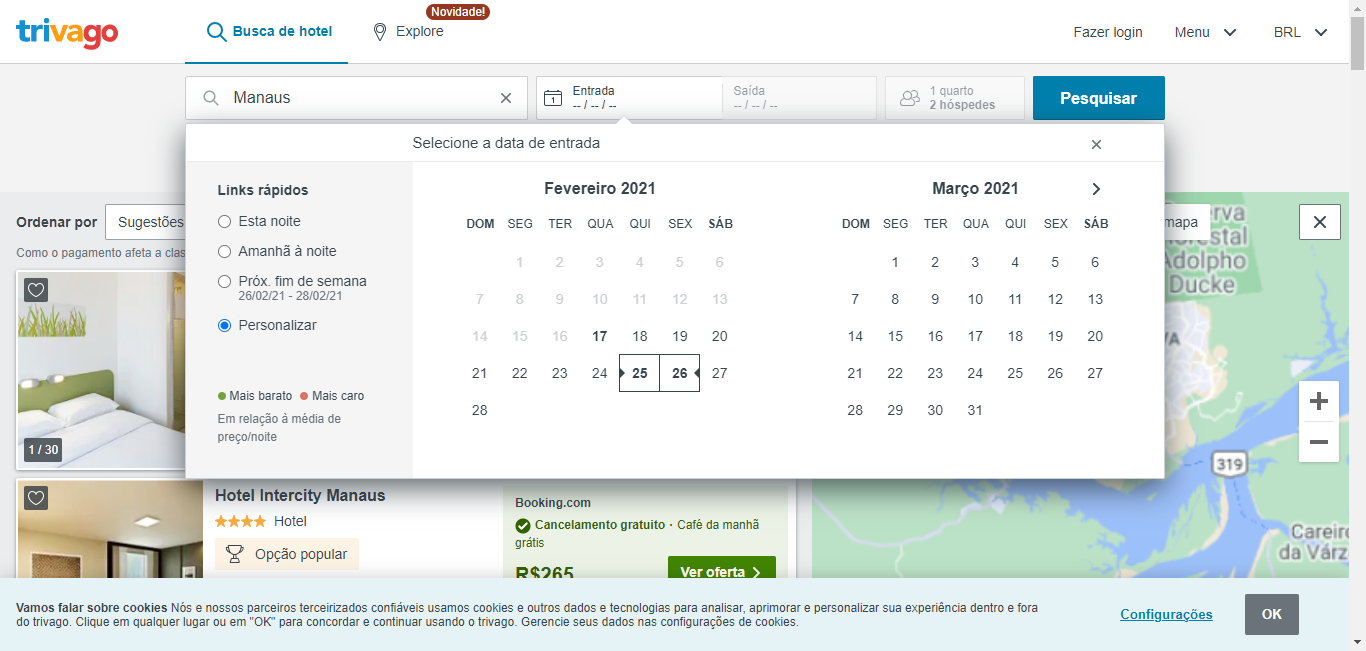 trivago
Busca de hotel
Novidade!
Explore
Fazer login
Menu
BRL
Manaus
Entrada
-- / -- / --
Saída
-- / -- / --
1 quarto
2 hóspedes
Pesquisar
Selecione a data de entrada
Links rápidos
Esta noite
Amanhã à noite
Próx. fim de semana
26/02/21 - 28/02/21
Personalizar
Mais barato Mais caro
Em relação à média de
preço/noite
Fevereiro 2021
DOM SEG TER QUA QUI SEX SÁB
1 2 3 4 5 6
7 8 9 10 11 12 13
14 15 16 17 18 19 20
21 22 23 24 25 26 27
28
Março 2021
DOM SEG TER QUA QUI SEX SÁB
1 2 3 4 5 6
7 8 9 10 11 12 13
14 15 16 17 18 19 20
21 22 23 24 25 26 27
28 29 30 31
Ordenar por
Sugestões
Como o pagamento afeta a clas
1 / 30
mapa
Adolpho
Ducke
319
Careiro
da Várz
Hotel Intercity Manaus
Hotel
Opção popular
Booking.com
Cancelamento gratuito · Café da manhã
grátis
R$265
Ver oferta
Vamos falar sobre cookies Nós e nossos parceiros terceirizados confiáveis usamos cookies e outros dados e tecnologias para analisar, aprimorar e personalizar sua experiência dentro e fora
do trivago. Clique em qualquer lugar ou em "OK" para concordar e continuar usando o trivago. Gerencie seus dados nas configurações de cookies.
Configurações
OK